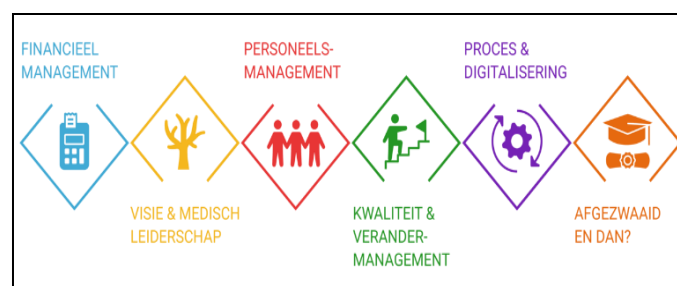 FINANCIEEL
MANAGEMENT
VISIE & MEDISCH
LEIDERSCHAP
PERSONEELS-
MANAGEMENT
KWALITEIT &
VERANDER-
MANAGEMENT
PROCES &
DIGITALISERING
AFGEZWAAID
EN DAN?